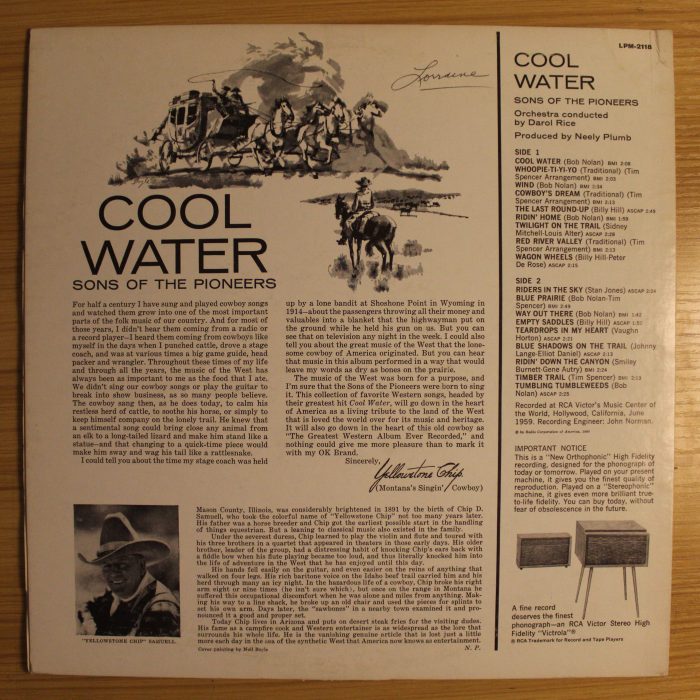 LPM-2118
Lorraine
Boyle
COOL
WATER
SONS OF THE PIONEERS
For half a century I have sung and played cowboy songs
and watched them grow into one of the most important
parts of the folk music of our country. And for most of
those years, I didn't hear them coming from a radio or
a record player—I heard them coming from cowboys like
myself in the days when I punched cattle, drove a stage
coach, and was at various times a big game guide, head
packer and wrangler. Throughout these times of my life
and through all the years, the music of the West has
always been as important to me as the food that I ate.
We didn't sing our cowboy songs or play the guitar to
break into show business, as so many people believe.
The cowboy sang then, as he does today, to calm his
restless herd of cattle, to soothe his horse, or simply to
keep himself company on the lonely trail. He knew that
a sentimental song could bring close any animal from
an elk to a long-tailed lizard and make him stand like a
statue—and that changing to a quick-time piece would
make him sway and wag his tail like a rattlesnake.
I could tell you about the time my stage coach was held
up by a lone bandit at Shoshone Point in Wyoming in
1914—about the passengers throwing all their money and
valuables into a blanket that the highwayman put on
the ground while he held his gun on us. But you can
see that on television any night in the week. I could also
tell you about the great music of the West that the lone-
some cowboy of America originated. But you can hear
that music in this album performed in a way that would
leave my words as dry as bones on the prairie.
The music of the West was born for a purpose, and
I'm sure that the Sons of the Pioneers were born to sing
it. This collection of favorite Western songs, headed by
their greatest hit Cool Water, will go down in the heart
of America as a living tribute to the land of the West that
is loved the world over for its music and heritage.
It will also go down in the heart of this old cowboy as
"The Greatest Western Album Ever Recorded," and
nothing could give me more pleasure than to mark it
with my OK Brand.
Sincerely,
Yellowstone Chip
(Montana's Singin' Cowboy)
"YELLOWSTONE CHIP" SAMUELL
Mason County, Illinois, was considerably brightened in 1891 by the birth of Chip D.
Samuell, who took the colorful name of "Yellowstone Chip" not too many years later.
His father was a horse breeder and Chip got the earliest possible start in the handling
of things equestrian. But a leaning to classical music also existed in the family.
Under the severest duress, Chip learned to play the violin and flute and toured with
his three brothers in a quartet that appeared in theaters in those early days. His older
brother, leader of the group, had a distressing habit of knocking Chip's ears back with
a fiddle bow when his flute playing became too loud, and thus literally knocked him into
the life of adventure in the West that he has enjoyed until this day.
His hands fell easily on the guitar, and even easier on the reins of anything that
walked on four legs. His rich baritone voice on the Idaho beef trail carried him and his
herd through many an icy night. In the hazardous life of a cowboy, Chip broke his right
arm eight or nine times (he isn't sure which), but once on the range in Montana he
suffered this occupational discomfort when he was alone and miles from anything. Mak-
ing his way to a line shack, he broke up an old chair and used the pieces for splints to
set his own arm. Days later, the "sawbones" in a nearby town examined it and pro-
nounced it a good and proper set.
Today Chip lives in Arizona and puts on desert steak fries for the visiting dudes.
His fame as a campfire cook and Western entertainer is as widespread as the lore that
surrounds his whole life. He is the vanishing genuine article that is lost just a little
more each day in the sea of the synthetic West that America now knows as entertainment.
N. P.
Cover painting by Neil Boyle
COOL
WATER
SONS OF THE PIONEERS
Orchestra conducted
by Darol Rice
Produced by Neely Plumb
SIDE 1
COOL WATER (Bob Nolan) BMI 2:08
WHOOPIE-TI-YI-YO (Traditional) (Tim
Spencer Arrangement) BMI 2:03
WIND (Bob Nolan) BMI 2:34
COWBOY'S DREAM (Traditional) (Tim
Spencer Arrangement) BMI 2:13
THE LAST ROUND-UP (Billy Hill) ASCAP 2:49
RIDIN' HOME (Bob Nolan) BMI 1:59
TWILIGHT ON THE TRAIL (Sidney
Mitchell-Louis Alter) ASCAP 2:26
RED RIVER VALLEY (Traditional) (Tim
Spencer Arrangement) BMI 2:13
WAGON WHEELS (Billy Hill-Peter
De Rose) ASCAP 2:15
SIDE 2
RIDERS IN THE SKY (Stan Jones) ASCAP 2:24
BLUE PRAIRIE (Bob Nolan-Tim
Spencer) BMI 2:49
WAY OUT THERE (Bob Nolan) BMI 1:42
EMPTY SADDLES (Billy Hill) ASCAP 1:52
TEARDROPS IN MY HEART (Vaughn
Horton) ASCAP 2:21
BLUE SHADOWS ON THE TRAIL (Johnny
Lange-Elliot Daniel) ASCAP 2:13
RIDIN' DOWN THE CANYON (Smiley
Burnett-Gene Autry) BMI 2:24
TIMBER TRAIL (Tim Spencer) BMI 2:13
TUMBLING TUMBLEWEEDS (Bob
Nolan) ASCAP 2:25
Recorded at RCA Victor's Music Center of
the World, Hollywood, California, June
1959. Recording Engineer: John Norman.
© by Radio Corporation of America, 1960
IMPORTANT NOTICE
This is a "New Orthophonic" High Fidelity
recording, designed for the phonograph of
today or tomorrow. Played on your present
machine, it gives you the finest quality of
reproduction. Played on a "Stereophonic"
machine, it gives even more brilliant true-
to-life fidelity. You can buy today, without
fear of obsolescence in the future.
A fine record
deserves the finest
phonograph—an RCA Victor Stereo High
Fidelity "Victrola"®
® RCA Trademark for Record and Tape Players